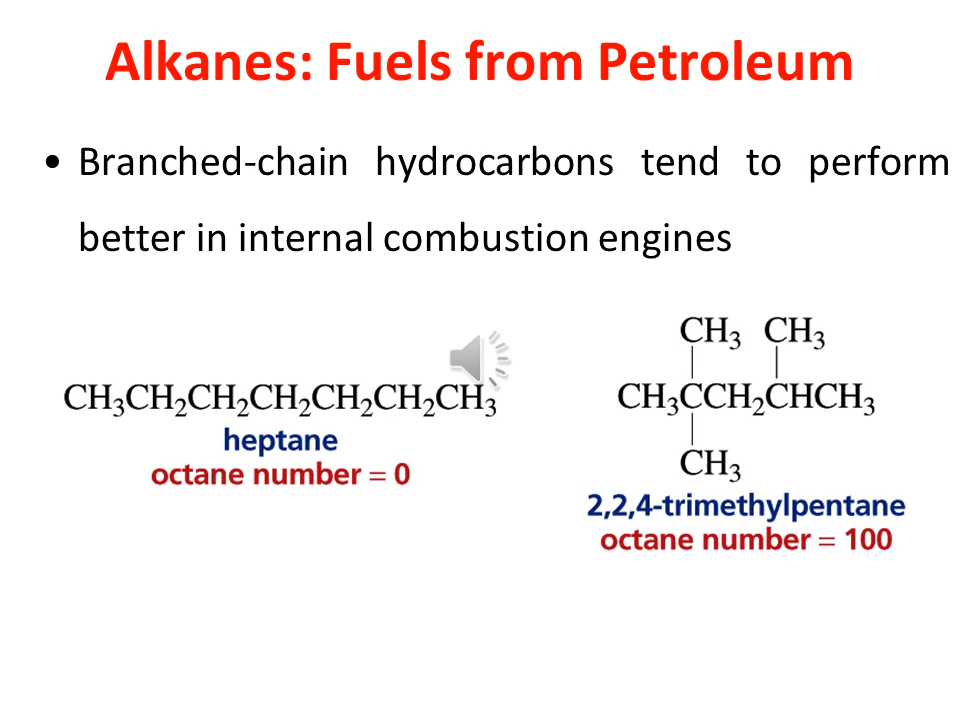 Alkanes: Fuels from Petroleum
• Branched-chain hydrocarbons tend to perform
better in internal combustion engines
CH₃CH₂CH₂CH₂CH₂CH₂CH₃
heptane
octane number = 0
CH₃ CH₃
CH₃CCH₂CHCH₃
CH₃
2,2,4-trimethylpentane
octane number = 100